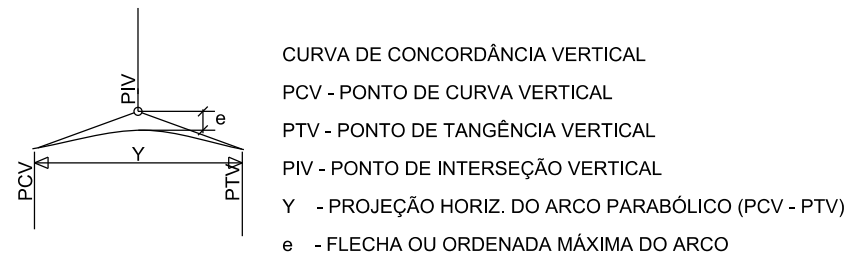 PIV
e
Y
PCV
PTV
CURVA DE CONCORDÂNCIA VERTICAL
PCV - PONTO DE CURVA VERTICAL
PTV - PONTO DE TANGÊNCIA VERTICAL
PIV - PONTO DE INTERSEÇÃO VERTICAL
Y - PROJEÇÃO HORIZ. DO ARCO PARABÓLICO (PCV - PTV)
e - FLECHA OU ORDENADA MÁXIMA DO ARCO